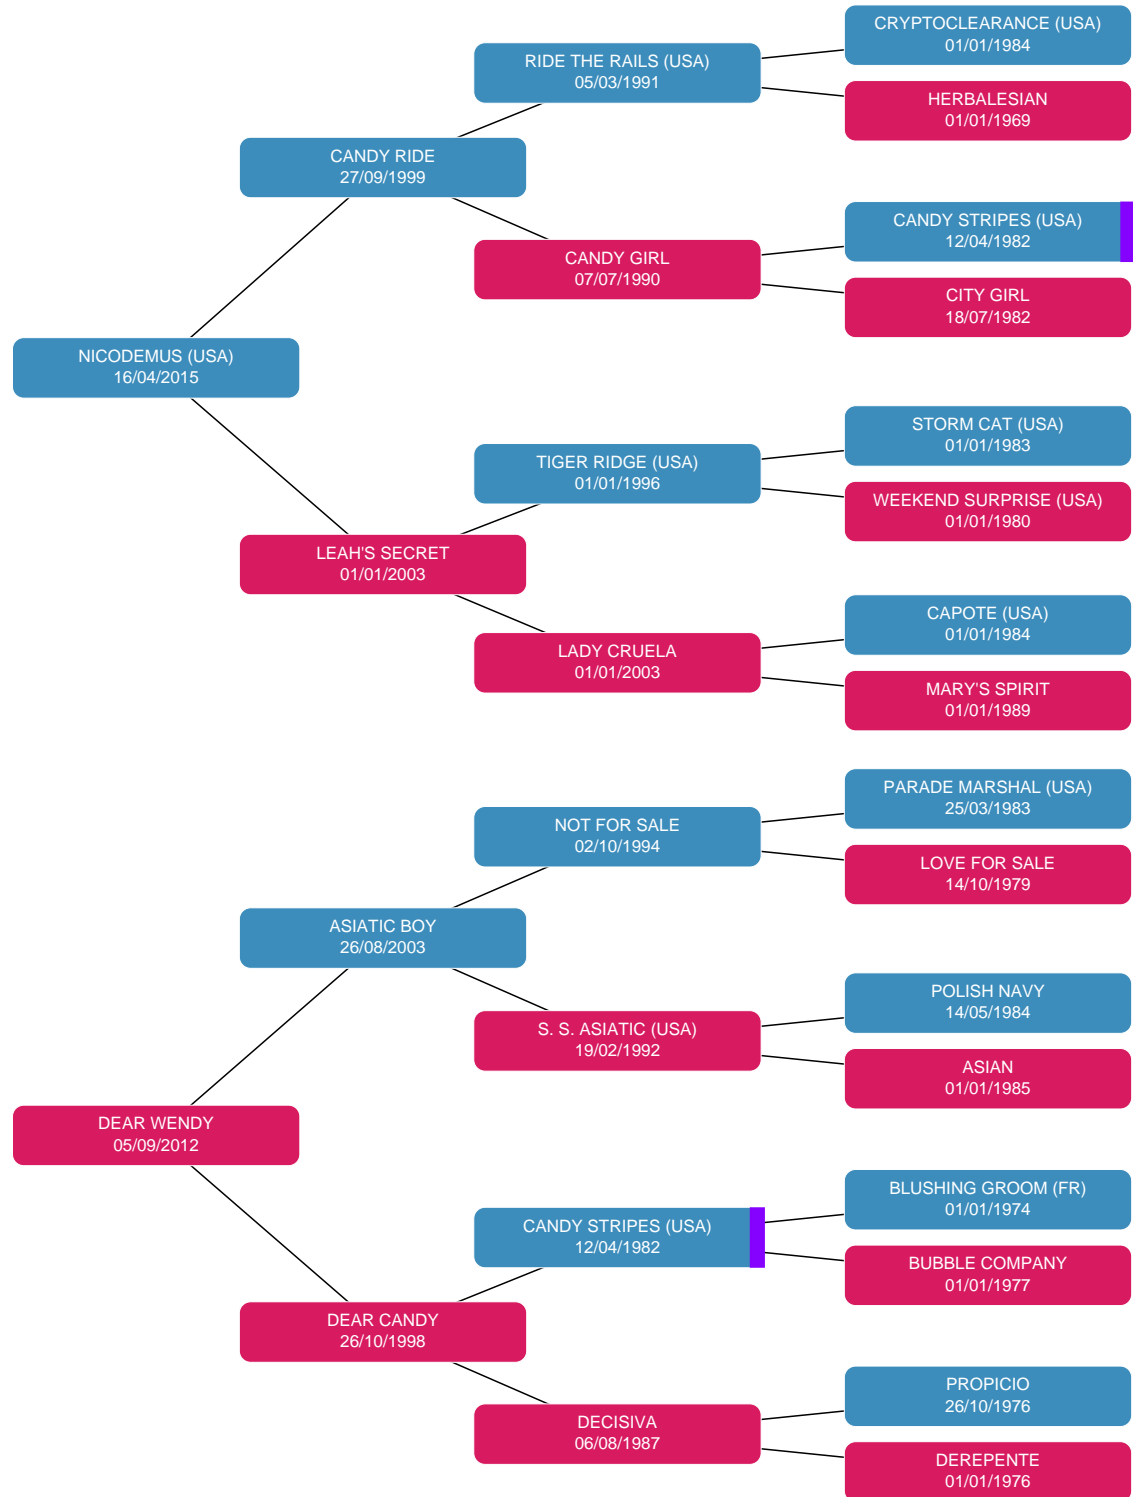 CRYPTOCLEARANCE (USA)
01/01/1984
RIDE THE RAILS (USA)
05/03/1991
HERBALESIAN
01/01/1969
CANDY RIDE
27/09/1999
CANDY STRIPES (USA)
12/04/1982
CANDY GIRL
07/07/1990
CITY GIRL
18/07/1982
NICODEMUS (USA)
16/04/2015
STORM CAT (USA)
01/01/1983
TIGER RIDGE (USA)
01/01/1996
WEEKEND SURPRISE (USA)
01/01/1980
LEAH'S SECRET
01/01/2003
CAPOTE (USA)
01/01/1984
LADY CRUELA
01/01/2003
MARY'S SPIRIT
01/01/1989
PARADE MARSHAL (USA)
25/03/1983
NOT FOR SALE
02/10/1994
LOVE FOR SALE
14/10/1979
ASIATIC BOY
26/08/2003
POLISH NAVY
14/05/1984
S. S. ASIATIC (USA)
19/02/1992
ASIAN
01/01/1985
DEAR WENDY
05/09/2012
BLUSHING GROOM (FR)
01/01/1974
CANDY STRIPES (USA)
12/04/1982
BUBBLE COMPANY
01/01/1977
DEAR CANDY
26/10/1998
PROPICIO
26/10/1976
DECISIVA
06/08/1987
DEREPENTE
01/01/1976